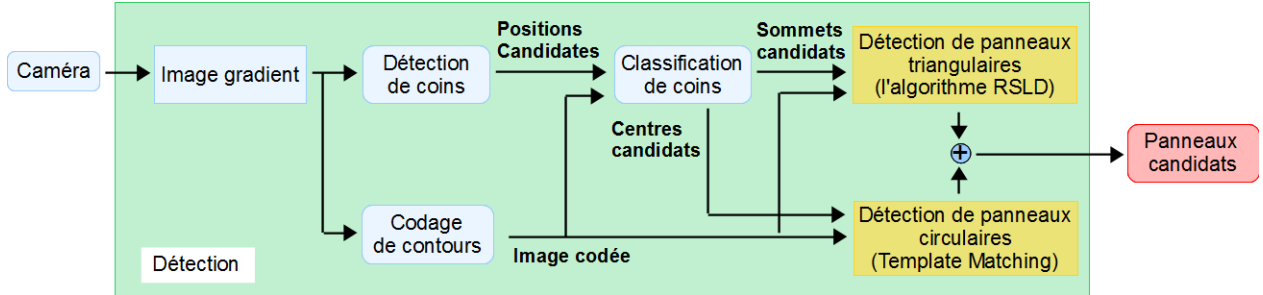 Caméra
Image gradient
Détection
de coins
Positions
Candidates
Classification
de coins
Sommets
candidats
Détection de panneaux
triangulaires
(l'algorithme RSLD)
Centres
candidats
+
Panneaux
candidats
Codage
de contours
Image codée
Détection de panneaux
circulaires
(Template Matching)
Détection